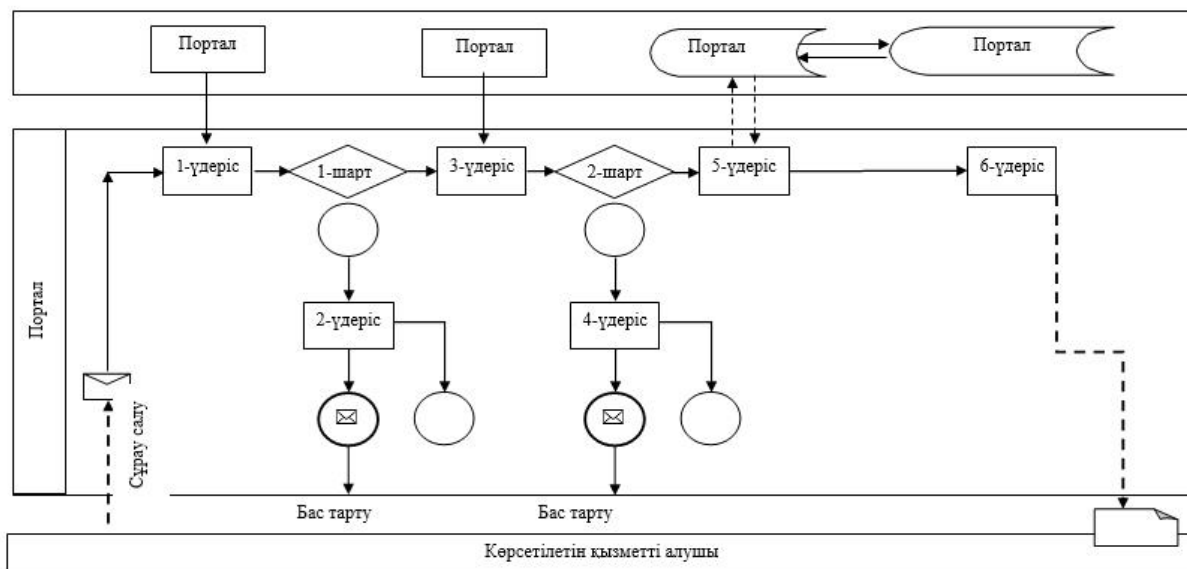 Портал
Портал
Портал
Портал
Портал
1-үдеріс
1-шарт
3-үдеріс
2-шарт
5-үдеріс
6-үдеріс
2-үдеріс
4-үдеріс
Сұрау салу
Бас тарту
Бас тарту
Көрсетілетін қызметті алушы